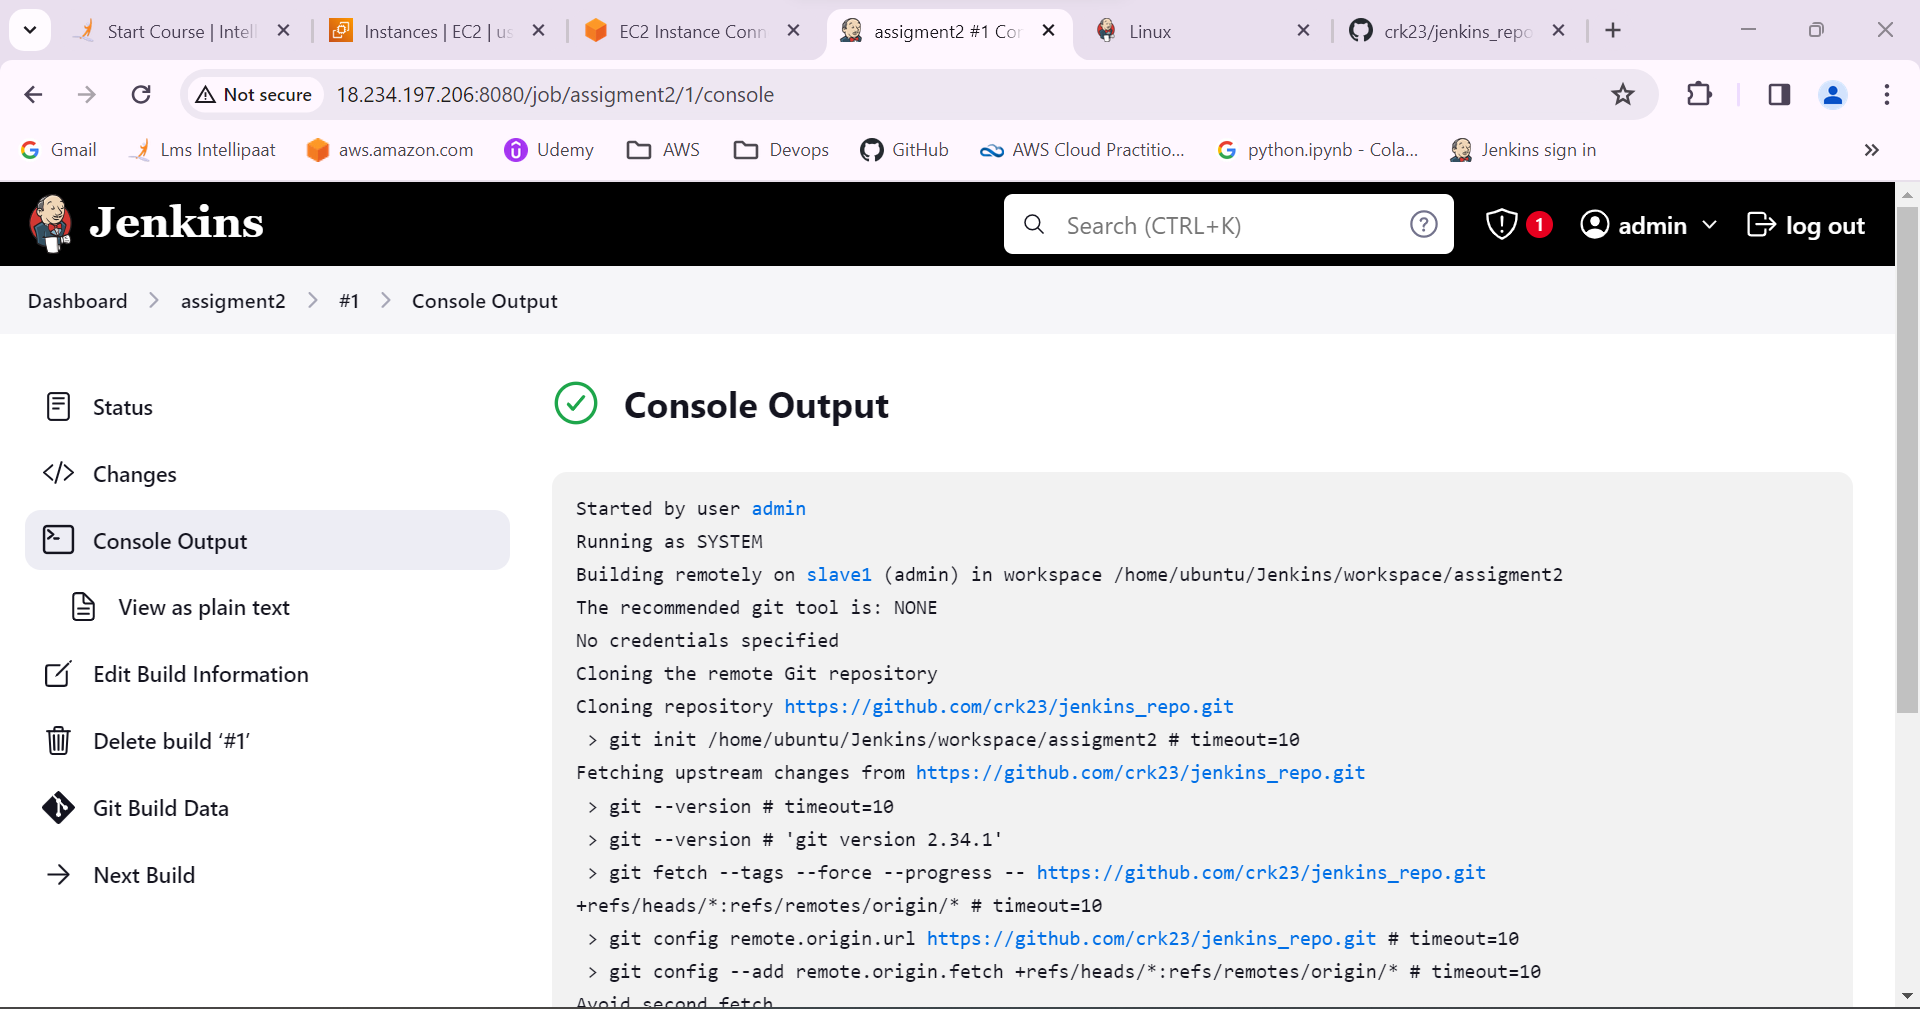 Start Course | Intell
Instances | EC2 | us
EC2 Instance Conn
assigment2 #1 Con
Linux
crk23/jenkins_repo
Not secure
18.234.197.206:8080/job/assigment2/1/console
Gmail
Lms Intellipaat
aws.amazon.com
Udemy
AWS
Devops
GitHub
AWS Cloud Practitio...
python.ipynb - Cola...
Jenkins sign in
Jenkins
Search (CTRL+K)
1
admin
log out
Dashboard
assigment2
#1
Console Output
Status
Changes
Console Output
View as plain text
Edit Build Information
Delete build ‘#1’
Git Build Data
Next Build
Console Output
Started by user admin
Running as SYSTEM
Building remotely on slave1 (admin) in workspace /home/ubuntu/Jenkins/workspace/assigment2
The recommended git tool is: NONE
No credentials specified
Cloning the remote Git repository
Cloning repository https://github.com/crk23/jenkins_repo.git
> git init /home/ubuntu/Jenkins/workspace/assigment2 # timeout=10
Fetching upstream changes from https://github.com/crk23/jenkins_repo.git
> git --version # timeout=10
> git --version # 'git version 2.34.1'
> git fetch --tags --force --progress -- https://github.com/crk23/jenkins_repo.git
+refs/heads/*:refs/remotes/origin/* # timeout=10
> git config remote.origin.url https://github.com/crk23/jenkins_repo.git # timeout=10
> git config --add remote.origin.fetch +refs/heads/*:refs/remotes/origin/* # timeout=10
Avoid second fetch